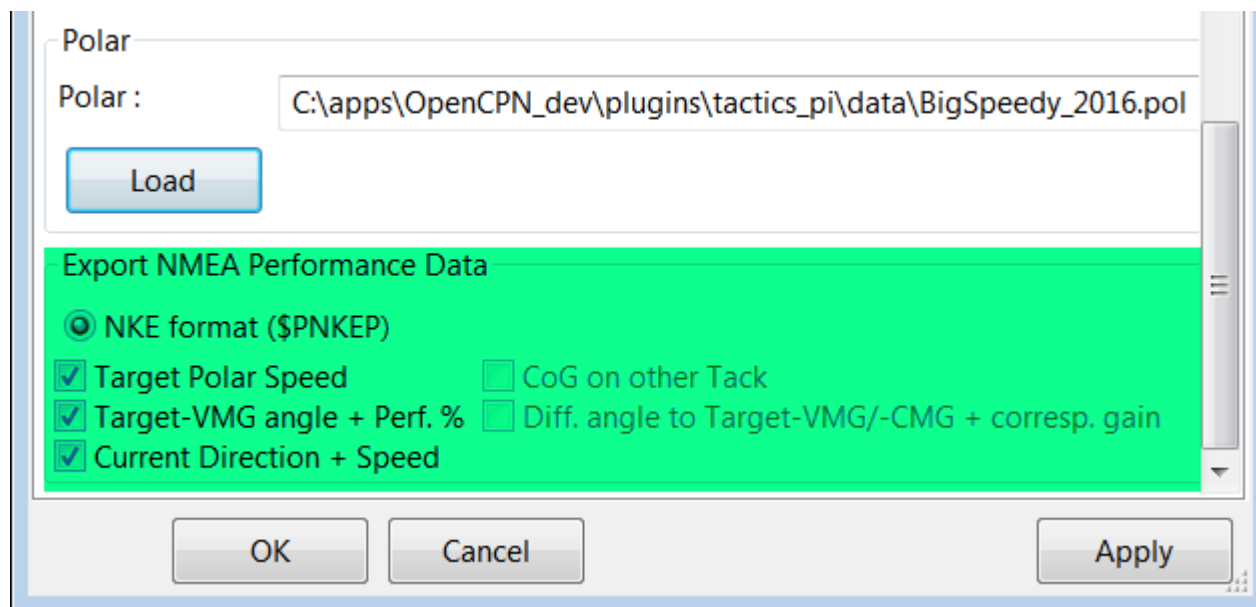 Polar
Polar : C:\apps\OpenCPN_dev\plugins\tactics_pi\data\BigSpeedy_2016.pol
Load
Export NMEA Performance Data
NKE format ($PNKEP)
Target Polar Speed CoG on other Tack
Target-VMG angle + Perf. % Diff. angle to Target-VMG/-CMG + corresp. gain
Current Direction + Speed
OK Cancel Apply